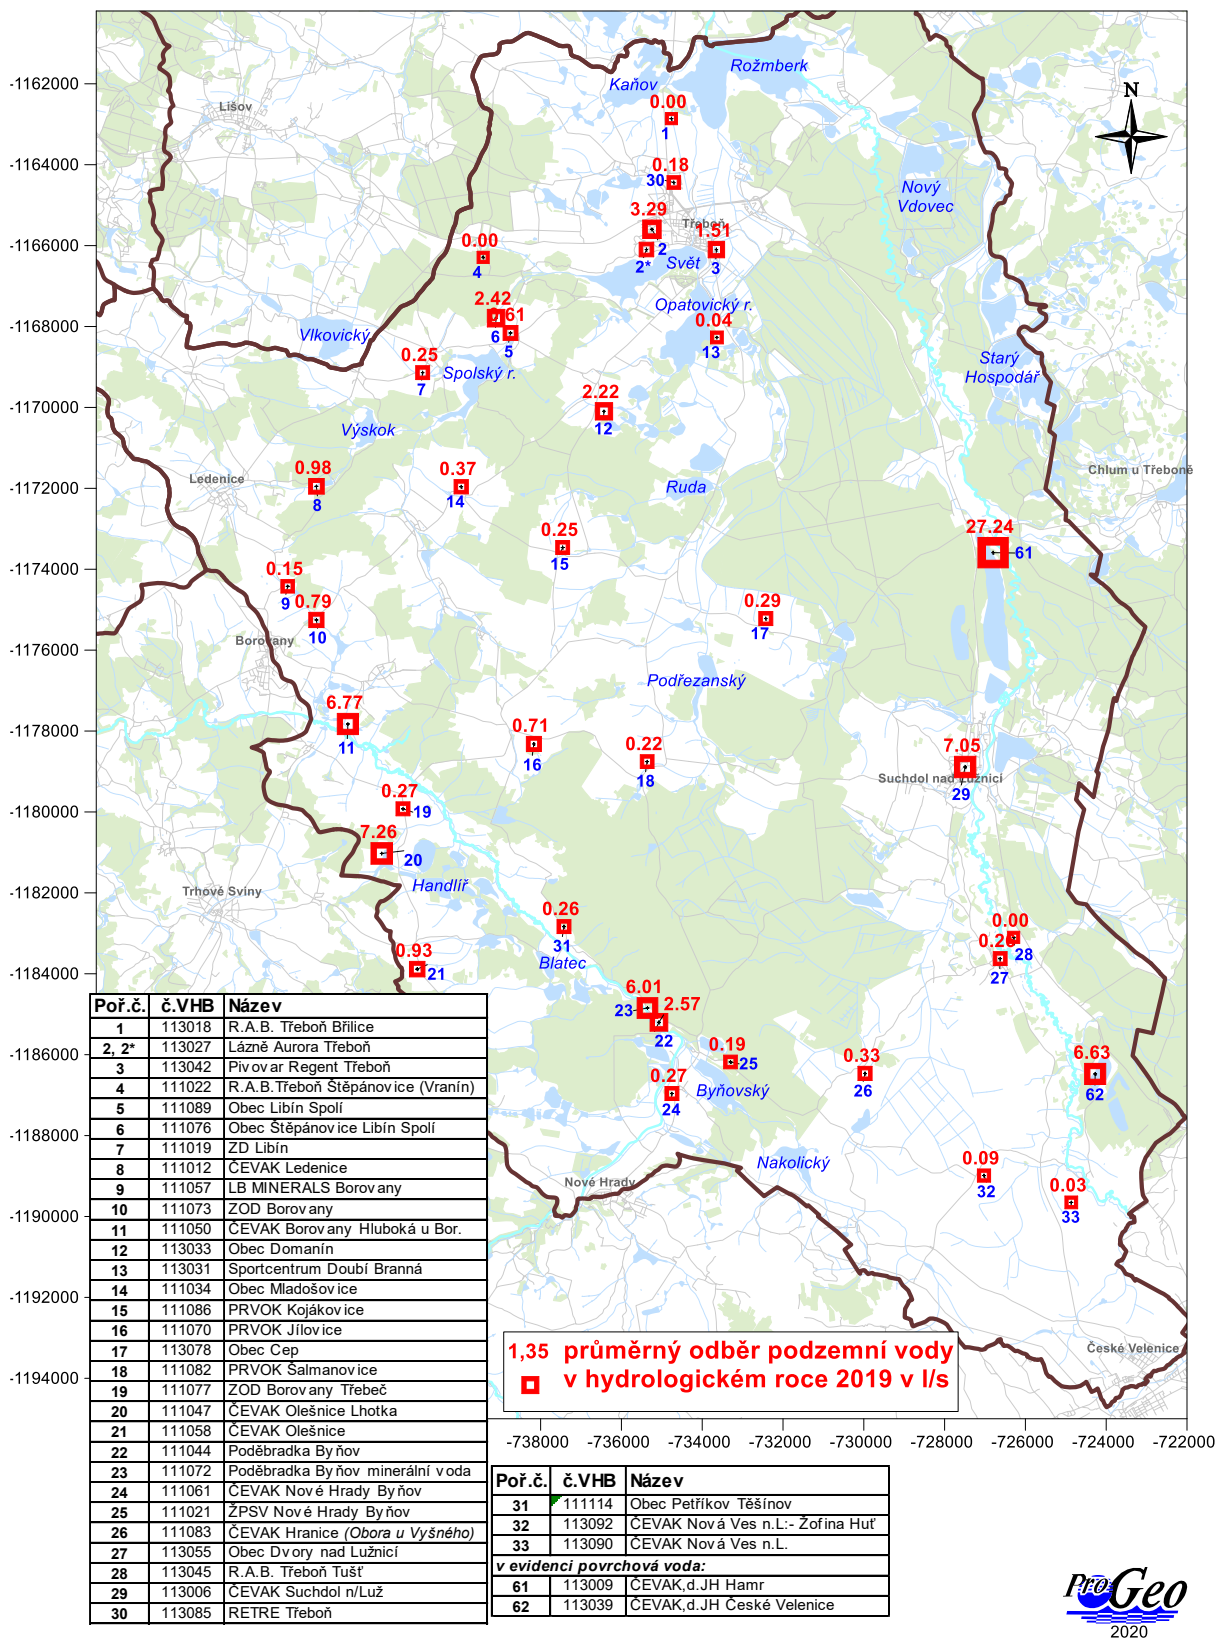 -1162000
-1164000
-1166000
-1168000
-1170000
-1172000
-1174000
-1176000
-1178000
-1180000
-1182000
-1184000
-1186000
-1188000
-1190000
-1192000
-1194000
N
Rožmberk
Kaňov
Lišov
0.00
1
0.18
30
Nový
Vdovec
3.29
Třeboň
1.51
2
2*
Svět
3
0.00
4
2.42
6
5
Opatovický r.
0.04
13
Vlkovický
0.25
7
Spolský r.
Starý
Hospodář
2.22
12
Výskok
Ledenice
0.98
8
0.37
14
Ruda
Chlum u Třeboně
0.25
15
27.24
61
0.15
9
0.79
10
Borovany
0.29
17
Podřezanský
6.77
11
0.71
16
0.22
18
7.05
Suchdol nad Lužnicí
29
0.27
19
7.26
20
Handlíř
Trhové Sviny
0.26
31
Blatec
0.93
21
0.00
28
0.26
27
6.01
23
2.57
22
0.19
25
Byňovský
0.33
26
6.63
62
0.27
24
Nakolický
Nové Hrady
0.09
32
0.03
33
České Velenice
Poř.č. č.VHB Název
1 113018 R.A.B. Třeboň Břilice
2, 2* 113027 Lázně Aurora Třeboň
3 113042 Pivovar Regent Třeboň
4 111022 R.A.B.Třeboň Štěpánovice (Vranín)
5 111089 Obec Libín Spolí
6 111076 Obec Štěpánovice Libín Spolí
7 111019 ZD Libín
8 111012 ČEVAK Ledenice
9 111057 LB MINERALS Borovany
10 111073 ZOD Borovany
11 111050 ČEVAK Borovany Hluboká u Bor.
12 113033 Obec Domanín
13 113031 Sportcentrum Doubí Branná
14 111034 Obec Mladošovice
15 111086 PRVOK Kojákovice
16 111070 PRVOK Jílovice
17 113078 Obec Cep
18 111082 PRVOK Šalmanovice
19 111077 ZOD Borovany Třebeč
20 111047 ČEVAK Olešnice Lhotka
21 111058 ČEVAK Olešnice
22 111044 Poděbradka Byňov
23 111072 Poděbradka Byňov minerální voda
24 111061 ČEVAK Nové Hrady Byňov
25 111021 ŽPSV Nové Hrady Byňov
26 111083 ČEVAK Hranice (Obora u Vyšného)
27 113055 Obec Dvory nad Lužnicí
28 113045 R.A.B. Třeboň Tušť
29 113006 ČEVAK Suchdol n/Luž
30 113085 RETRE Třeboň
1,35 průměrný odběr podzemní vody
v hydrologickém roce 2019 v l/s
-738000 -736000 -734000 -732000 -730000 -728000 -726000 -724000 -722000
Poř.č. č.VHB Název
31 111114 Obec Petříkov Těšínov
32 113092 ČEVAK Nová Ves n.L:- Žofina Huť
33 113090 ČEVAK Nová Ves n.L.
v evidenci povrchová voda:
61 113009 ČEVAK,d.JH Hamr
62 113039 ČEVAK,d.JH České Velenice
ProGeo
2020